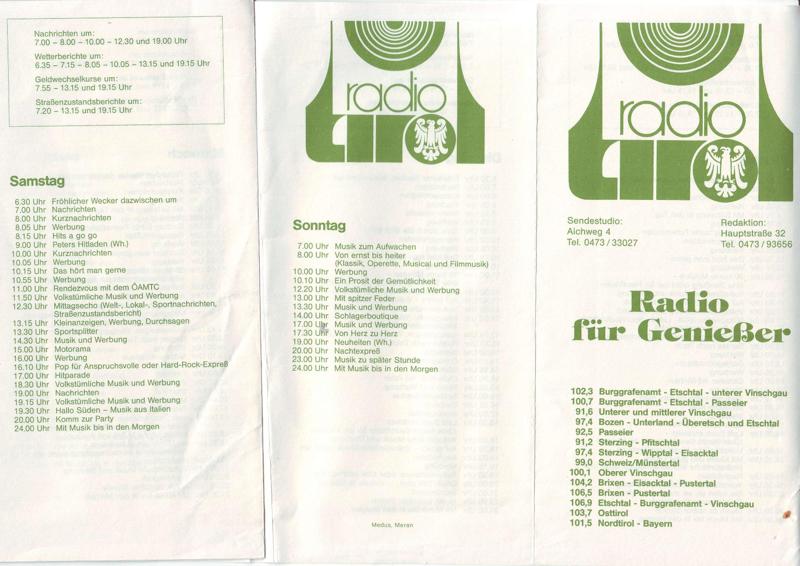 Nachrichten um:
7.00 – 8.00 – 10.00 – 12.30 und 19.00 Uhr
Wetterberichte um:
6.35 – 7.15 – 8.05 – 10.05 – 13.15 und 19.15 Uhr
Geldwechselkurse um:
7.55 – 13.15 und 19.15 Uhr
Straßenzustandsberichte um:
7.20 – 13.15 und 19.15 Uhr
Samstag
6.30 Uhr Fröhlicher Wecker dazwischen um
7.00 Uhr Nachrichten
8.00 Uhr Kurznachrichten
8.05 Uhr Werbung
8.15 Uhr Hits a go go
9.00 Uhr Peters Hitladen (Wh.)
10.00 Uhr Kurznachrichten
10.05 Uhr Werbung
10.15 Uhr Das hört man gerne
10.55 Uhr Werbung
11.00 Uhr Rendezvous mit dem ÖAMTC
11.50 Uhr Volkstümliche Musik und Werbung
12.30 Uhr Mittagsecho (Welt-, Lokal-, Sportnachrichten,
Straßenzustandsbericht)
13.15 Uhr Kleinanzeigen, Werbung, Durchsagen
13.30 Uhr Sportsplitter
14.30 Uhr Musik und Werbung
15.00 Uhr Motorama
16.00 Uhr Werbung
16.10 Uhr Pop für Anspruchsvolle oder Hard-Rock-Expreß
17.00 Uhr Hitparade
18.30 Uhr Volkstümliche Musik und Werbung
19.00 Uhr Nachrichten
19.15 Uhr Volkstümliche Musik und Werbung
19.30 Uhr Hallo Süden – Musik aus Italien
20.00 Uhr Komm zur Party
24.00 Uhr Mit Musik bis in den Morgen
radio
tirol
Sonntag
7.00 Uhr Musik zum Aufwachen
8.00 Uhr Von ernst bis heiter
(Klassik, Operette, Musical und Filmmusik)
10.00 Uhr Werbung
10.10 Uhr Ein Prosit der Gemütlichkeit
12.20 Uhr Volkstümliche Musik und Werbung
13.00 Uhr Mit spitzer Feder
13.30 Uhr Musik und Werbung
14.00 Uhr Schlagerboutique
17.00 Uhr Musik und Werbung
17.30 Uhr Von Herz zu Herz
19.00 Uhr Neuheiten (Wh.)
20.00 Uhr Nachtexpreß
23.00 Uhr Musik zu später Stunde
24.00 Uhr Mit Musik bis in den Morgen
Medus, Meran
radio
tirol
Sendestudio:
Aichweg 4
Tel. 0473/33027
Redaktion:
Hauptstraße 32
Tel. 0473/93656
Radio
für Genießer
102,3 Burggrafenamt - Etschtal - unterer Vinschgau
100,7 Burggrafenamt - Etschtal - Passeier
91,6 Unterer und mittlerer Vinschgau
97,4 Bozen - Unterland - Überetsch und Etschtal
92,5 Passeier
91,2 Sterzing - Pfitschtal
97,4 Sterzing - Wipptal - Eisacktal
99,0 Schweiz/Münstertal
100,1 Oberer Vinschgau
104,2 Brixen - Eisacktal - Pustertal
106,5 Brixen - Pustertal
106,9 Etschtal - Burggrafenamt - Vinschgau
103,7 Osttirol
101,5 Nordtirol - Bayern